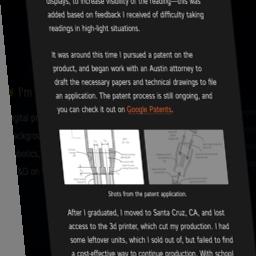 displays, to increase visibility of the reading—this was
added based on feedback I received of difficulty taking
readings in high-light situations.
It was around this time I pursued a patent on the
product, and began work with an Austin attorney to
draft the necessary papers and technical drawings to file
an application. The patent process is still ongoing, and
you can check it out on Google Patents.
Shots from the patent application.
After I graduated, I moved to Santa Cruz, CA, and lost
access to the 3d printer, which cut my production. I had
some leftover units, which I sold out of, but failed to find
a cost-effective way to continue production. With school